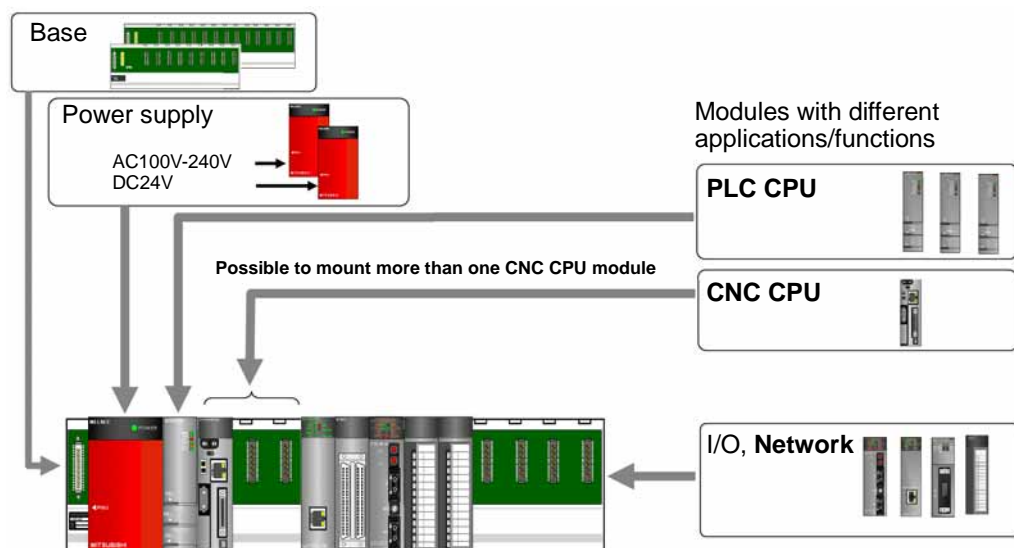 Base
Power supply
AC100V-240V
DC24V
Modules with different
applications/functions
PLC CPU
Possible to mount more than one CNC CPU module
CNC CPU
I/O, Network
MITSUBISHI